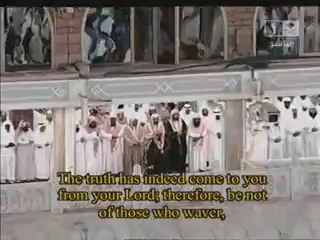 The truth has indeed come to you
from your Lord; therefore, be not
of those who waver,